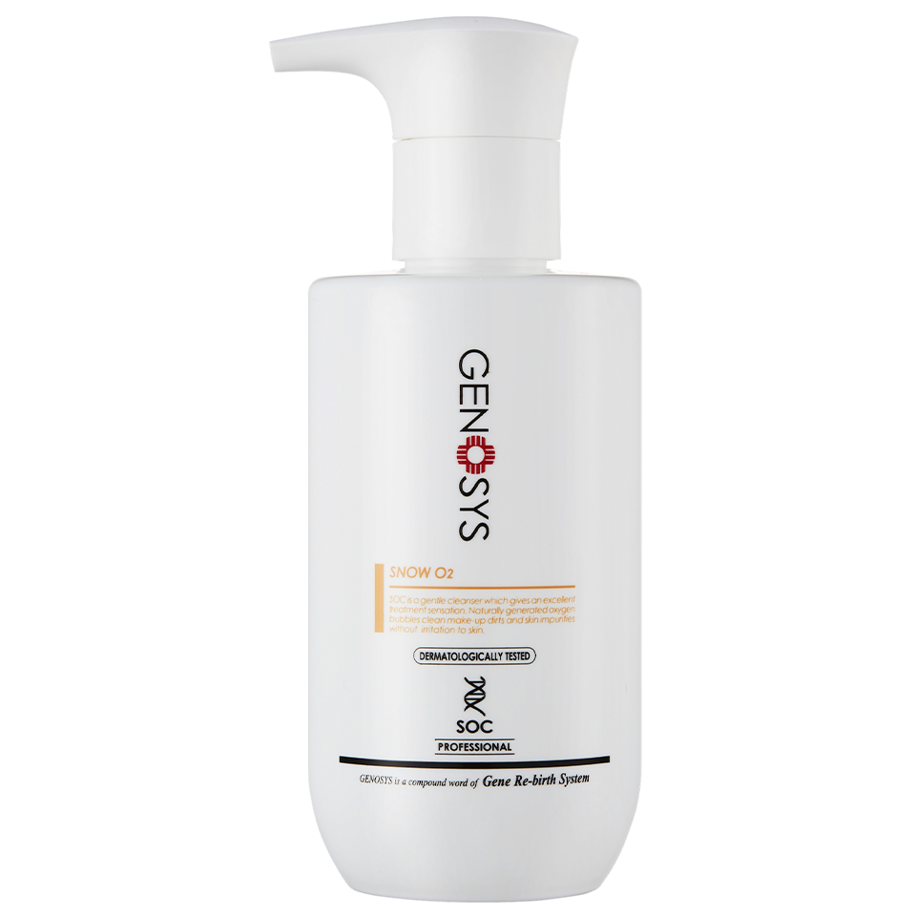 GENOSYS
SNOW O2
SOC is a gentle cleanser which gives an excellent
treatment sensation. Naturally generated oxygen
bubbles clean make-up dirts and skin impurities
without irritation to skin.
DERMATOLOGICALLY TESTED
SOC
PROFESSIONAL
GENOSYS is a compound word of Gene Re-birth System